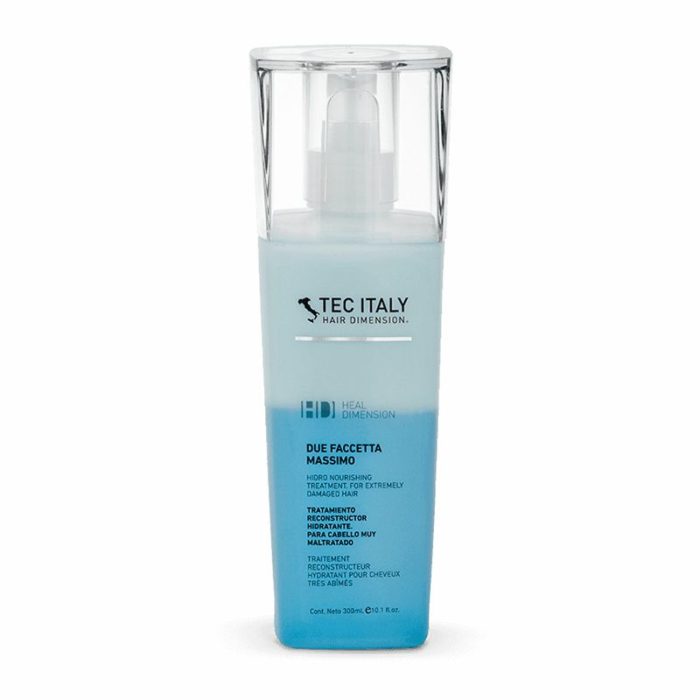 TEC ITALY
HAIR DIMENSION
HD HEAL
DIMENSION
DUE FACCETTA
MASSIMO
HIDRO NOURISHING
TREATMENT. FOR EXTREMELY
DAMAGED HAIR
TRATAMIENTO
RECONSTRUCTOR
HIDRATANTE.
PARA CABELLO MUY
MALTRATADO
TRAITEMENT
RECONSTRUCTEUR
HYDRATANT POUR CHEVEUX
TRÉS ABÎMÉS
Cont. Neto 300mL ℮10.1 fl.oz.